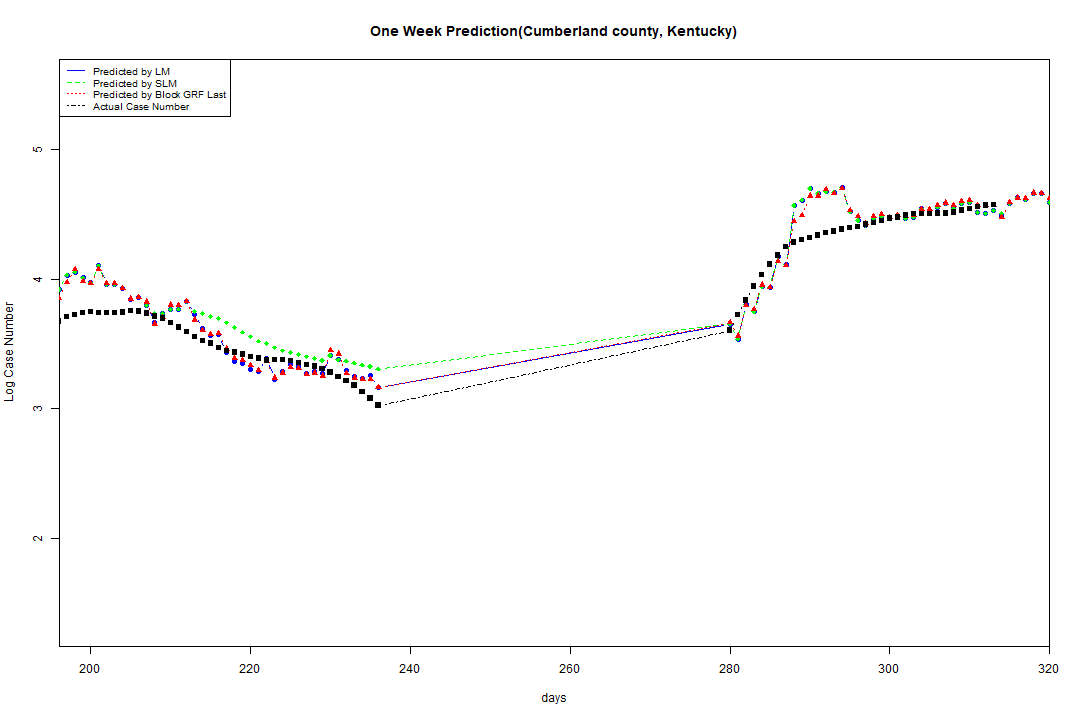 One Week Prediction(Cumberland county, Kentucky)
Predicted by LM
Predicted by SLM
Predicted by Block GRF Last
Actual Case Number
5
4
3
2
Log Case Number
200
220
240
260
280
300
320
days